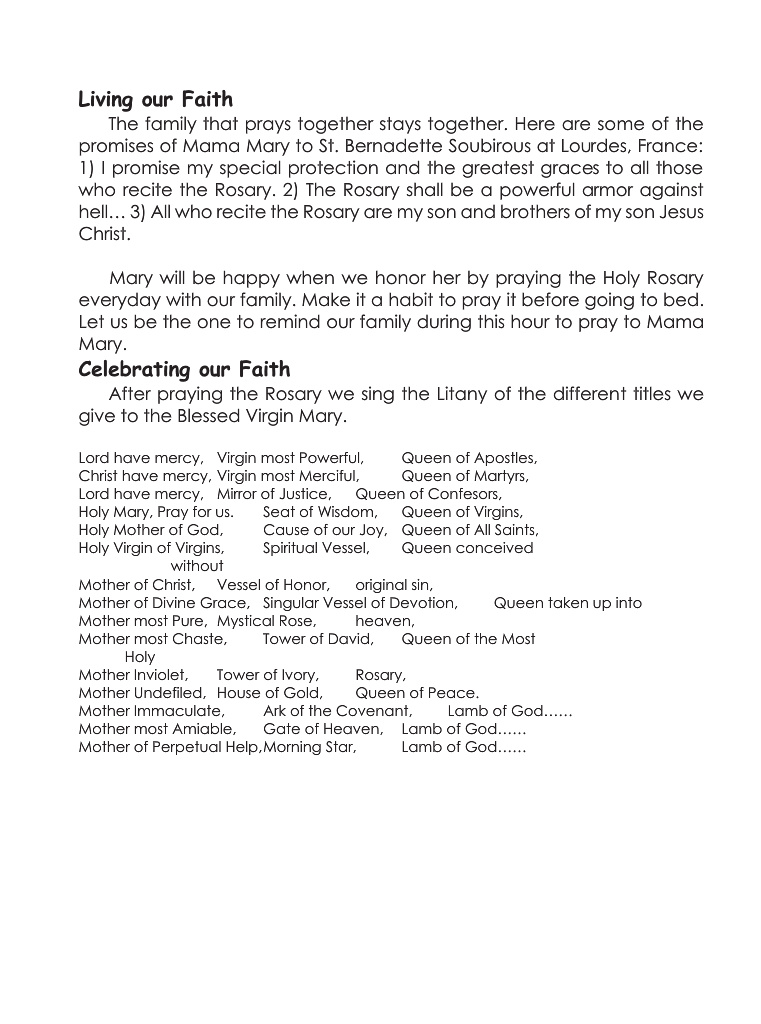 Living our Faith
The family that prays together stays together. Here are some of the
promises of Mama Mary to St. Bernadette Soubirous at Lourdes, France:
1) I promise my special protection and the greatest graces to all those
who recite the Rosary. 2) The Rosary shall be a powerful armor against
hell... 3) All who recite the Rosary are my son and brothers of my son Jesus
Christ.
Mary will be happy when we honor her by praying the Holy Rosary
everyday with our family. Make it a habit to pray it before going to bed.
Let us be the one to remind our family during this hour to pray to Mama
Mary.
Celebrating our Faith
After praying the Rosary we sing the Litany of the different titles we
give to the Blessed Virgin Mary.
Lord have mercy, Virgin most Powerful, Queen of Apostles,
Christ have mercy, Virgin most Merciful, Queen of Martyrs,
Lord have mercy, Mirror of Justice, Queen of Confesors,
Holy Mary, Pray for us. Seat of Wisdom, Queen of Virgins,
Holy Mother of God, Cause of our Joy, Queen of All Saints,
Holy Virgin of Virgins, Spiritual Vessel, Queen conceived
without
Mother of Christ, Vessel of Honor, original sin,
Mother of Divine Grace, Singular Vessel of Devotion, Queen taken up into
Mother most Pure, Mystical Rose, heaven,
Mother most Chaste, Tower of David, Queen of the Most
Holy
Mother Inviolet, Tower of Ivory, Rosary,
Mother Undefiled, House of Gold, Queen of Peace.
Mother Immaculate, Ark of the Covenant, Lamb of God......
Mother most Amiable, Gate of Heaven, Lamb of God......
Mother of Perpetual Help, Morning Star, Lamb of God......